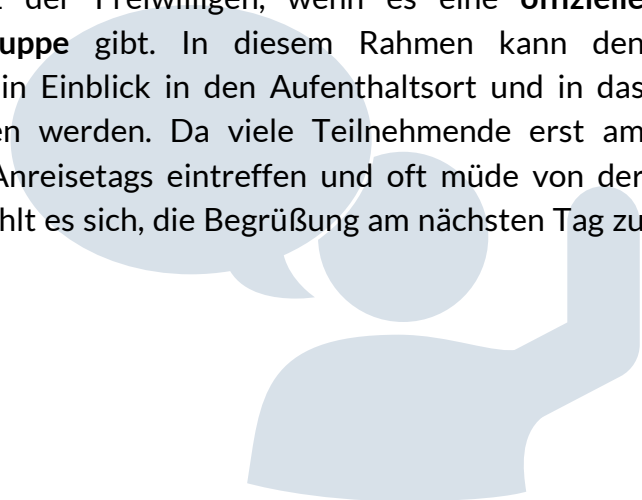 der Freiwilligen, wenn es eine offizielle
uppe gibt. In diesem Rahmen kann den
in Einblick in den Aufenthaltsort und in das
en werden. Da viele Teilnehmende erst am
Anreisetags eintreffen und oft müde von der
hlt es sich, die Begrüßung am nächsten Tag zu